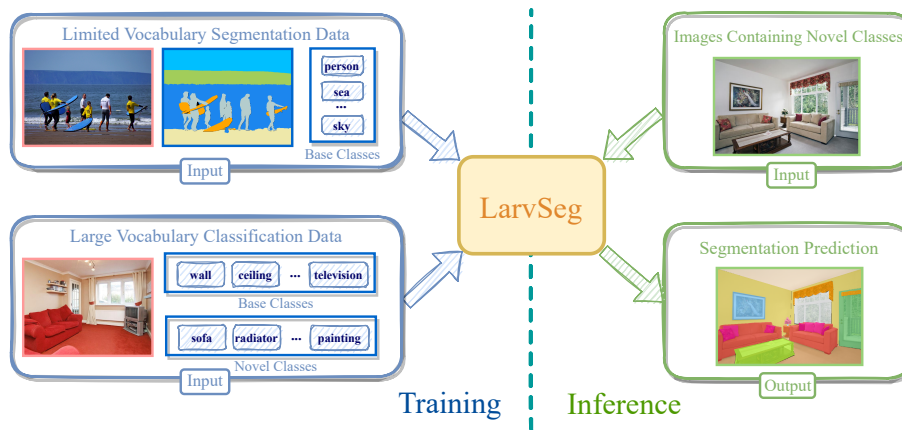 Limited Vocabulary Segmentation Data
person
sea
...
sky
Base Classes
Input
Large Vocabulary Classification Data
wall ceiling ... television
Base Classes
sofa radiator ... painting
Novel Classes
Input
LarvSeg
Training
Inference
Images Containing Novel Classes
Input
Segmentation Prediction
Output